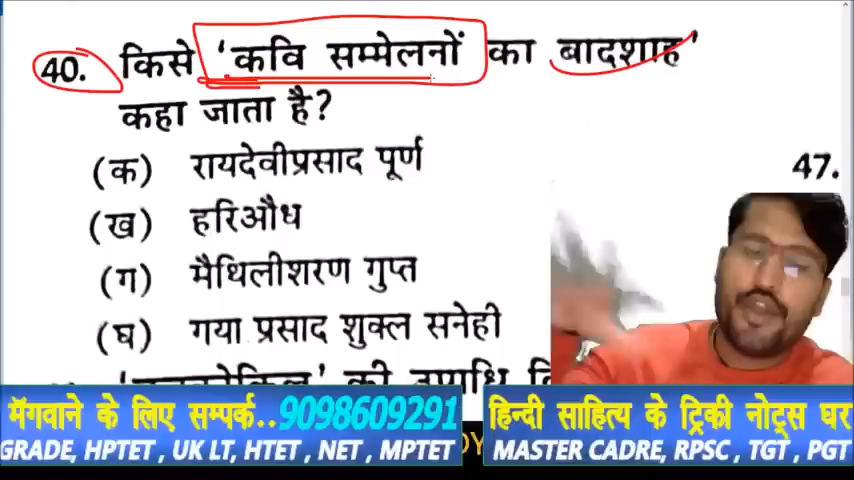 40. किसे 'कवि सम्मेलनों का बादशाह'
कहा जाता है?
(क) रायदेवीप्रसाद पूर्ण
47.
(ख) हरिऔध
(ग) मैथिलीशरण गुप्त
(घ) गया प्रसाद शुक्ल सनेही
की उपाधि
मॅगवाने के लिए सम्पर्क..9098609291
हिन्दी साहित्य के ट्रिकी नोट्स घर
GRADE, HPTET , UK LT, HTET , NET , MPTET
MASTER CADRE, RPSC , TGT , PGT